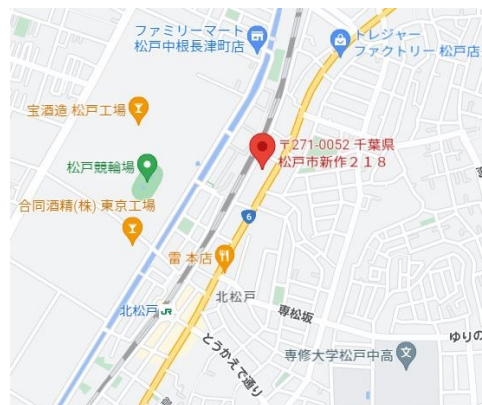 ファミリーマート
松戸中根長津町店
トレジャー
ファクトリー 松戸店
宝酒造 松戸工場
〒271-0052 千葉県
松戸市新作218
松戸競輪場
合同酒精(株) 東京工場
6
雷 本店
北松戸
JR
北松戸
専松坂
とうかえで通り
ゆりの
専修大学松戸中高
文